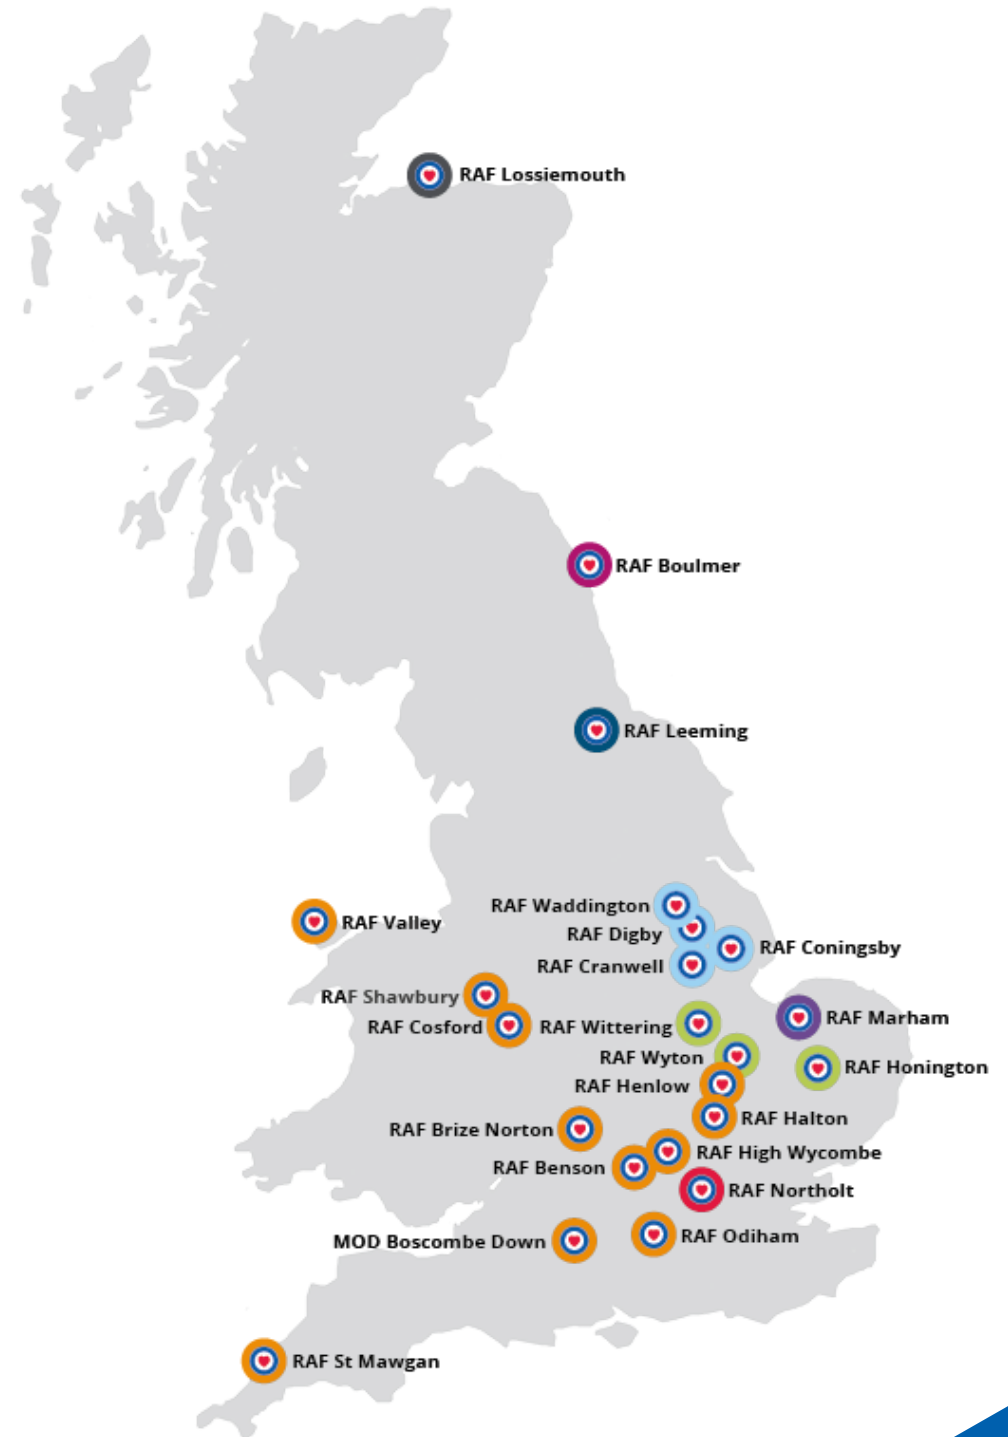 RAF Lossiemouth
RAF Boulmer
RAF Leeming
RAF Waddington
RAF Valley
RAF Digby
RAF Coningsby
RAF Cranwell
RAF Shawbury
RAF Marham
RAF Cosford
RAF Wittering
RAF Wyton
RAF Honington
RAF Henlow
RAF Halton
RAF Brize Norton
RAF High Wycombe
RAF Benson
RAF Northolt
RAF Odiham
MOD Boscombe Down
RAF St Mawgan